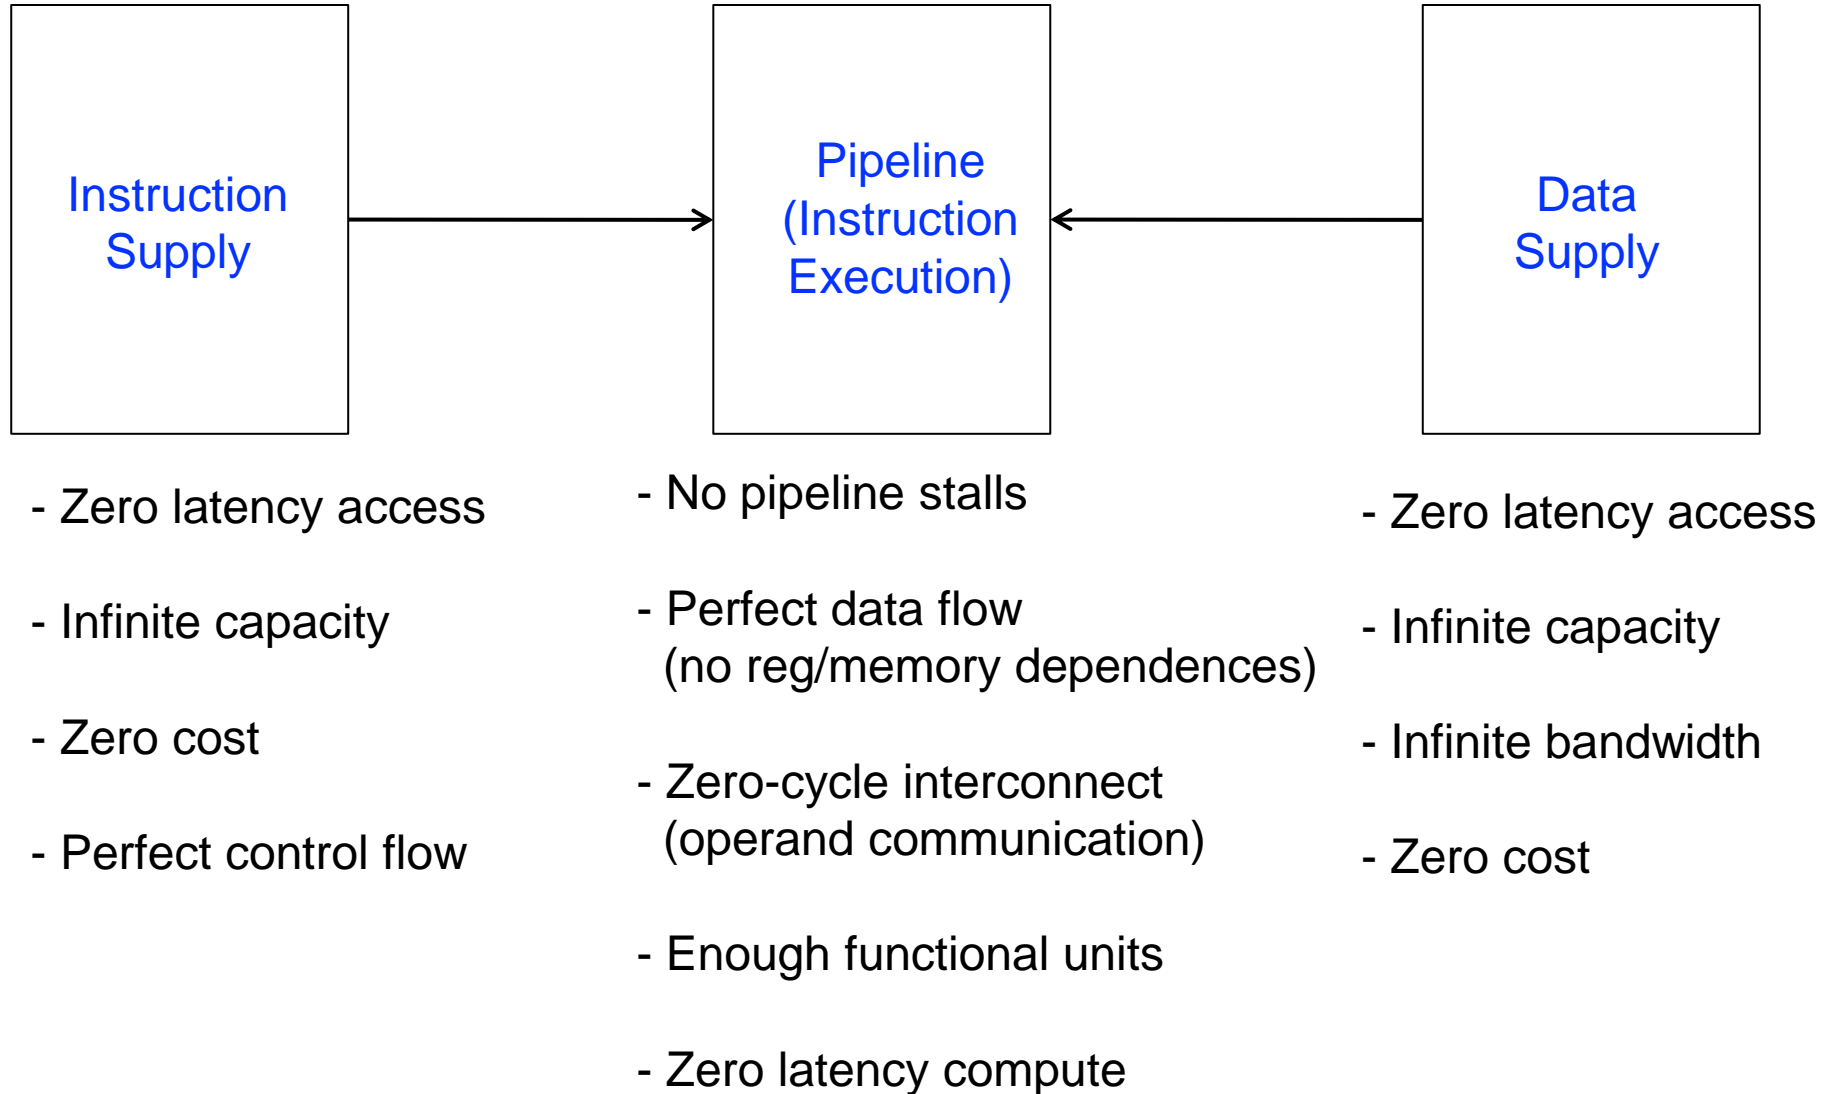 Instruction
Supply
Pipeline
(Instruction
Execution)
Data
Supply
- Zero latency access
- Infinite capacity
- Zero cost
- Perfect control flow
- No pipeline stalls
- Perfect data flow
(no reg/memory dependences)
- Zero-cycle interconnect
(operand communication)
- Enough functional units
- Zero latency compute
- Zero latency access
- Infinite capacity
- Infinite bandwidth
- Zero cost